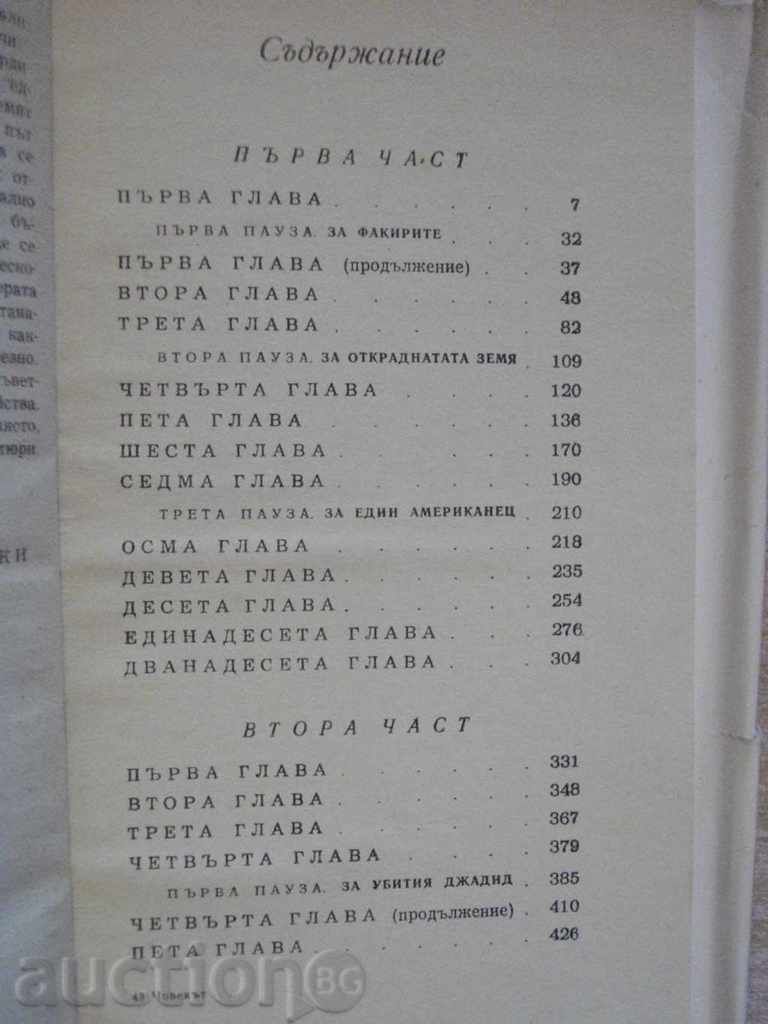 Съдържание
ПЪРВА ЧАСТ
ПЪРВА ГЛАВА . . . . . . 7
ПЪРВА ПАУЗА. ЗА ФАКИРИТЕ . . . 32
ПЪРВА ГЛАВА (продължение) . . 37
ВТОРА ГЛАВА . . . . . . 48
ТРЕТА ГЛАВА . . . . . . 82
ВТОРА ПАУЗА. ЗА ОТКРАДНАТАТА ЗЕМЯ . 109
ЧЕТВЪРТА ГЛАВА . . . . 120
ПЕТА ГЛАВА . . . . . . 136
ШЕСТА ГЛАВА . . . . . . 170
СЕДМА ГЛАВА . . . . . . 190
ТРЕТА ПАУЗА. ЗА ЕДИН АМЕРИКАНЕЦ . 210
ОСМА ГЛАВА . . . . . . 218
ДЕВЕТА ГЛАВА . . . . . . 235
ДЕСЕТА ГЛАВА . . . . . . 254
ЕДИНАДЕСЕТА ГЛАВА . . . 276
ДВАНАДЕСЕТА ГЛАВА . . . 304
ВТОРА ЧАСТ
ПЪРВА ГЛАВА . . . . . . 331
ВТОРА ГЛАВА . . . . . . 348
ТРЕТА ГЛАВА . . . . . . 367
ЧЕТВЪРТА ГЛАВА . . . . 379
ПЪРВА ПАУЗА. ЗА УБИТИЯ ДЖАДИД . 385
ЧЕТВЪРТА ГЛАВА (продължение) . 410
ПЕТА ГЛАВА . . . . . . 426
43 Човекът
аукцион BG